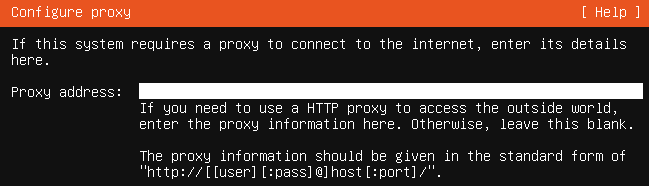 Configure proxy [ Help ]
If this system requires a proxy to connect to the internet, enter its details
here.
Proxy address:
If you need to use a HTTP proxy to access the outside world,
enter the proxy information here. Otherwise, leave this blank.
The proxy information should be given in the standard form of
"http://[[user][:pass]@]host[:port]/".